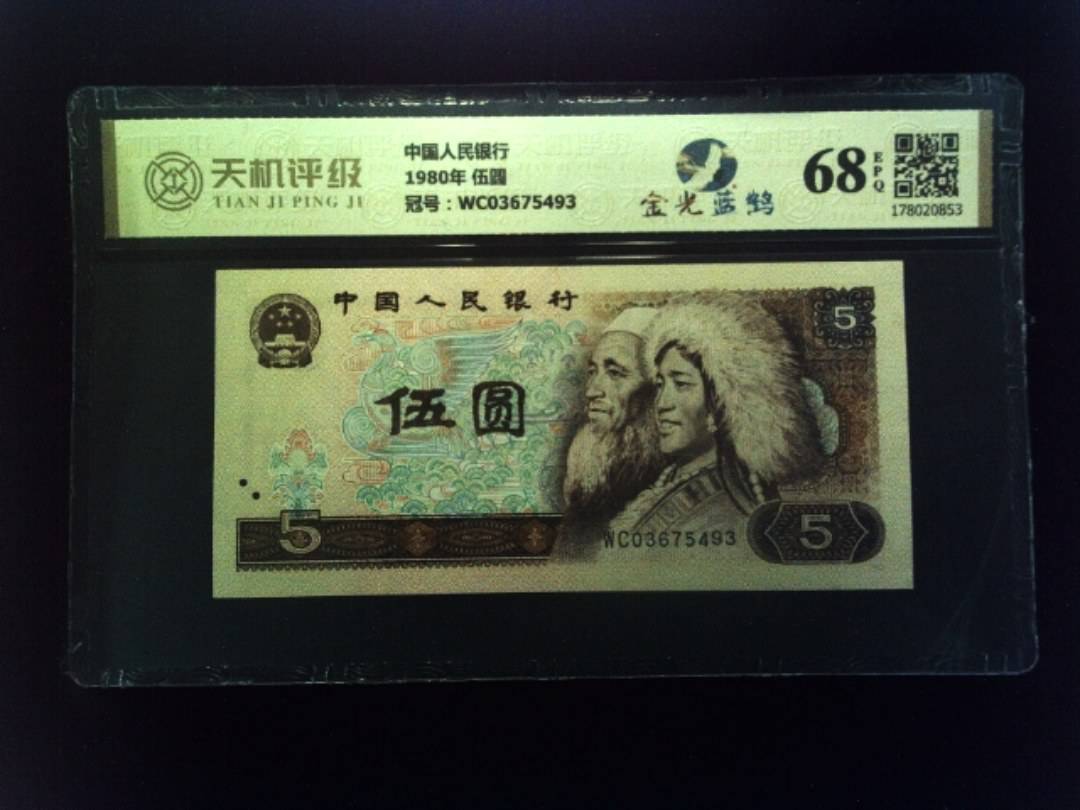 天机评级
TIAN JI PING JI
中国人民银行
1980年 伍圆
冠号：WC03675493
金光蓝鹤
68
EPQ
178020853
中国人民银行
5
伍圆
5
WC03675493
5